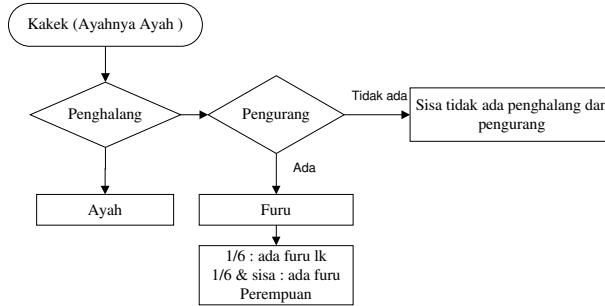 Kakek (Ayahnya Ayah )
Penghalang
Pengurang
Tidak ada
Sisa tidak ada penghalang dan
pengurang
Ada
Ayah
Furu
1/6 : ada furu lk
1/6 & sisa : ada furu
Perempuan